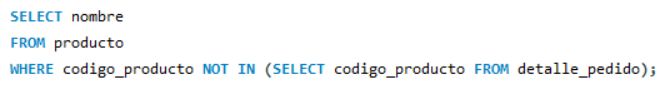 SELECT nombre
FROM producto
WHERE codigo_producto NOT IN (SELECT codigo_producto FROM detalle_pedido);